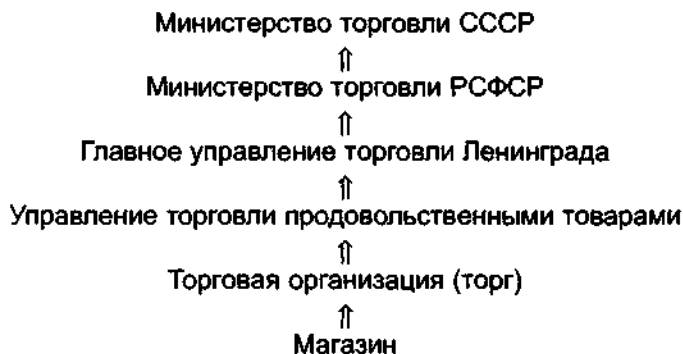 Министерство торговли СССР
⇑
Министерство торговли РСФСР
⇑
Главное управление торговли Ленинграда
⇑
Управление торговли продовольственными товарами
⇑
Торговая организация (торг)
⇑
Магазин